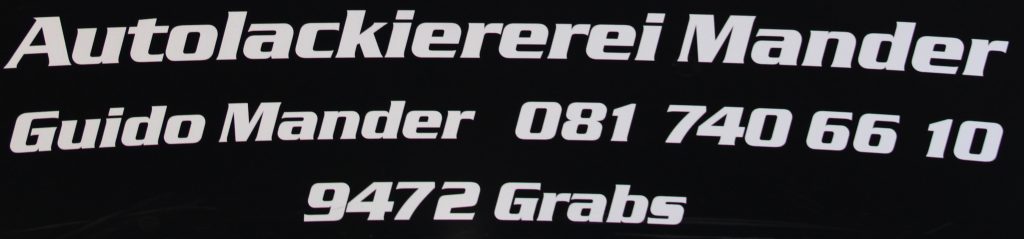 Autolackiererei Mander
Guido Mander 081 740 66 10
9472 Grabs